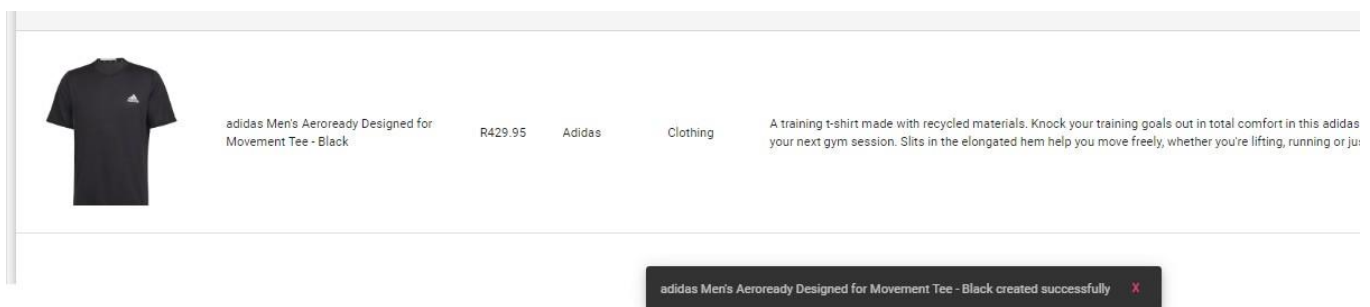 adidas Men's Aeroready Designed for
Movement Tee - Black
R429.95
Adidas
Clothing
A training t-shirt made with recycled materials. Knock your training goals out in total comfort in this adidas
your next gym session. Slits in the elongated hem help you move freely, whether you're lifting, running or jus
adidas Men's Aeroready Designed for Movement Tee - Black created successfully X